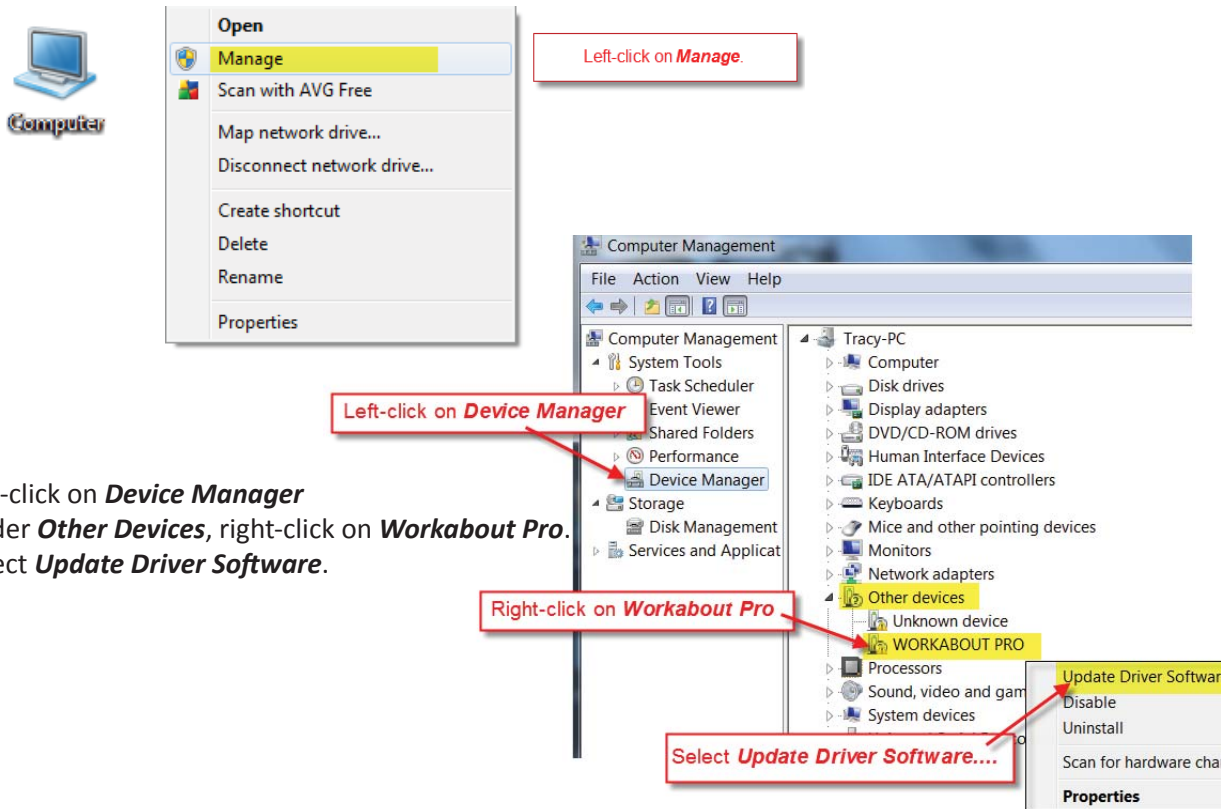 Computer
Open
Manage
Scan with AVG Free
Map network drive...
Disconnect network drive...
Create shortcut
Delete
Rename
Properties
Left-click on Manage.
-click on Device Manager
der Other Devices, right-click on Workabout Pro.
ect Update Driver Software.
Computer Management
File Action View Help
Computer Management
System Tools
Task Scheduler
Event Viewer
Shared Folders
Performance
Device Manager
Storage
Disk Management
Services and Applicat
Left-click on Device Manager
Tracy-PC
Computer
Disk drives
Display adapters
DVD/CD-ROM drives
Human Interface Devices
IDE ATA/ATAPI controllers
Keyboards
Mice and other pointing devices
Monitors
Network adapters
Other devices
Unknown device
WORKABOUT PRO
Processors
Sound, video and gam
System devices
Right-click on Workabout Pro
Select Update Driver Software....
Update Driver Softwar
Disable
Uninstall
Scan for hardware cha
Properties